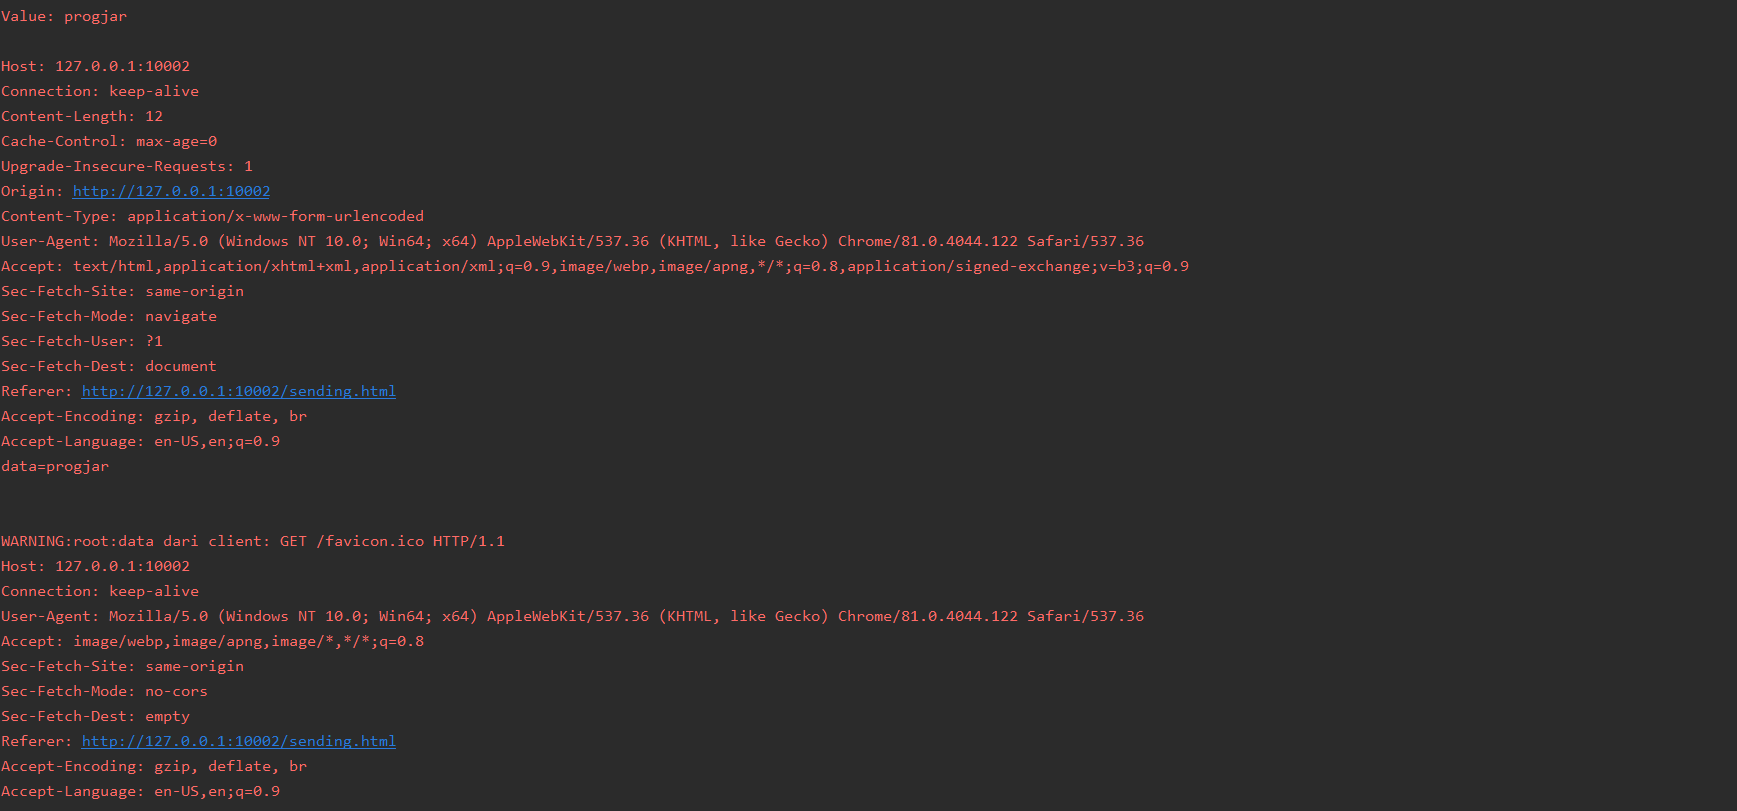 Value: progjar
Host: 127.0.0.1:10002
Connection: keep-alive
Content-Length: 12
Cache-Control: max-age=0
Upgrade-Insecure-Requests: 1
Origin: http://127.0.0.1:10002
Content-Type: application/x-www-form-urlencoded
User-Agent: Mozilla/5.0 (Windows NT 10.0; Win64; x64) AppleWebKit/537.36 (KHTML, like Gecko) Chrome/81.0.4044.122 Safari/537.36
Accept: text/html,application/xhtml+xml,application/xml;q=0.9,image/webp,image/apng,*/*;q=0.8,application/signed-exchange;v=b3;q=0.9
Sec-Fetch-Site: same-origin
Sec-Fetch-Mode: navigate
Sec-Fetch-User: ?1
Sec-Fetch-Dest: document
Referer: http://127.0.0.1:10002/sending.html
Accept-Encoding: gzip, deflate, br
Accept-Language: en-US,en;q=0.9
data=progjar
WARNING:root:data dari client: GET /favicon.ico HTTP/1.1
Host: 127.0.0.1:10002
Connection: keep-alive
User-Agent: Mozilla/5.0 (Windows NT 10.0; Win64; x64) AppleWebKit/537.36 (KHTML, like Gecko) Chrome/81.0.4044.122 Safari/537.36
Accept: image/webp,image/apng,image/*,*/*;q=0.8
Sec-Fetch-Site: same-origin
Sec-Fetch-Mode: no-cors
Sec-Fetch-Dest: empty
Referer: http://127.0.0.1:10002/sending.html
Accept-Encoding: gzip, deflate, br
Accept-Language: en-US,en;q=0.9